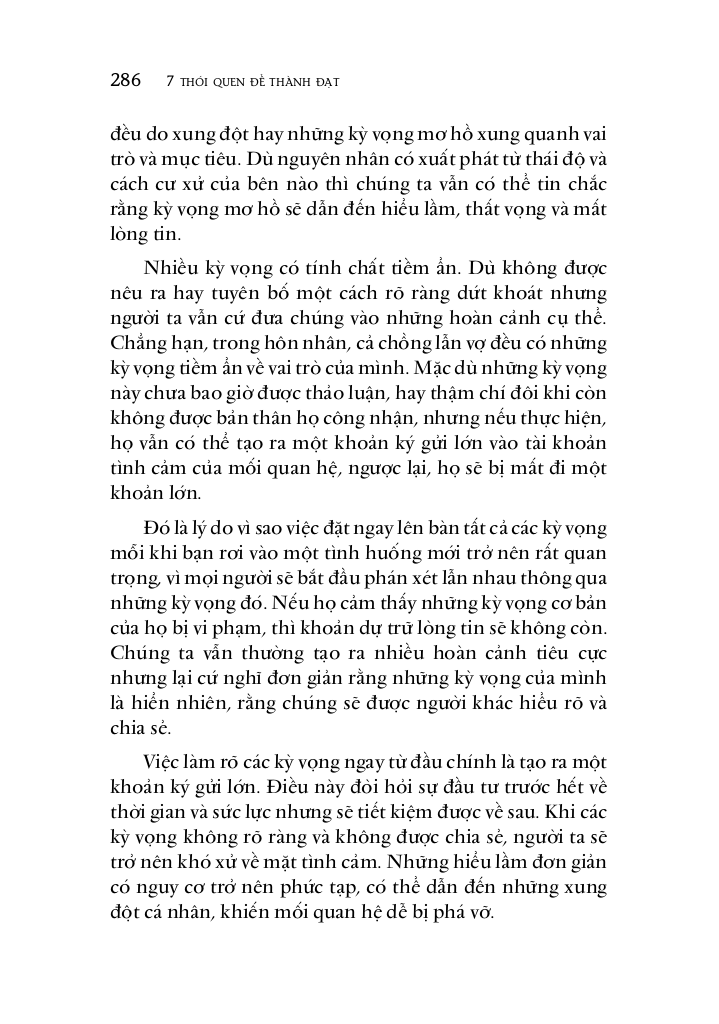 286 7 THÓI QUEN ĐỂ THÀNH ĐẠT
đều do xung đột hay những kỳ vọng mơ hồ xung quanh vai
trò và mục tiêu. Dù nguyên nhân có xuất phát từ thái độ và
cách cư xử của bên nào thì chúng ta vẫn có thể tin chắc
rằng kỳ vọng mơ hồ sẽ dẫn đến hiểu lầm, thất vọng và mất
lòng tin.
Nhiều kỳ vọng có tính chất tiềm ẩn. Dù không được
nêu ra hay tuyên bố một cách rõ ràng dứt khoát nhưng
người ta vẫn cứ đưa chúng vào những hoàn cảnh cụ thể.
Chẳng hạn, trong hôn nhân, cả chồng lẫn vợ đều có những
kỳ vọng tiềm ẩn về vai trò của mình. Mặc dù những kỳ vọng
này chưa bao giờ được thảo luận, hay thậm chí đôi khi còn
không được bản thân họ công nhận, nhưng nếu thực hiện,
họ vẫn có thể tạo ra một khoản ký gửi lớn vào tài khoản
tình cảm của mối quan hệ, ngược lại, họ sẽ bị mất đi một
khoản lớn.
Đó là lý do vì sao việc đặt ngay lên bàn tất cả các kỳ vọng
mỗi khi bạn rơi vào một tình huống mới trở nên rất quan
trọng, vì mọi người sẽ bắt đầu phán xét lẫn nhau thông qua
những kỳ vọng đó. Nếu họ cảm thấy những kỳ vọng cơ bản
của họ bị vi phạm, thì khoản dự trữ lòng tin sẽ không còn.
Chúng ta vẫn thường tạo ra nhiều hoàn cảnh tiêu cực
nhưng lại cứ nghĩ đơn giản rằng những kỳ vọng của mình
là hiển nhiên, rằng chúng sẽ được người khác hiểu rõ và
chia sẻ.
Việc làm rõ các kỳ vọng ngay từ đầu chính là tạo ra một
khoản ký gửi lớn. Điều này đòi hỏi sự đầu tư trước hết về
thời gian và sức lực nhưng sẽ tiết kiệm được về sau. Khi các
kỳ vọng không rõ ràng và không được chia sẻ, người ta sẽ
trở nên khó xử về mặt tình cảm. Những hiểu lầm đơn giản
có nguy cơ trở nên phức tạp, có thể dẫn đến những xung
đột cá nhân, khiến mối quan hệ dễ bị phá vỡ.